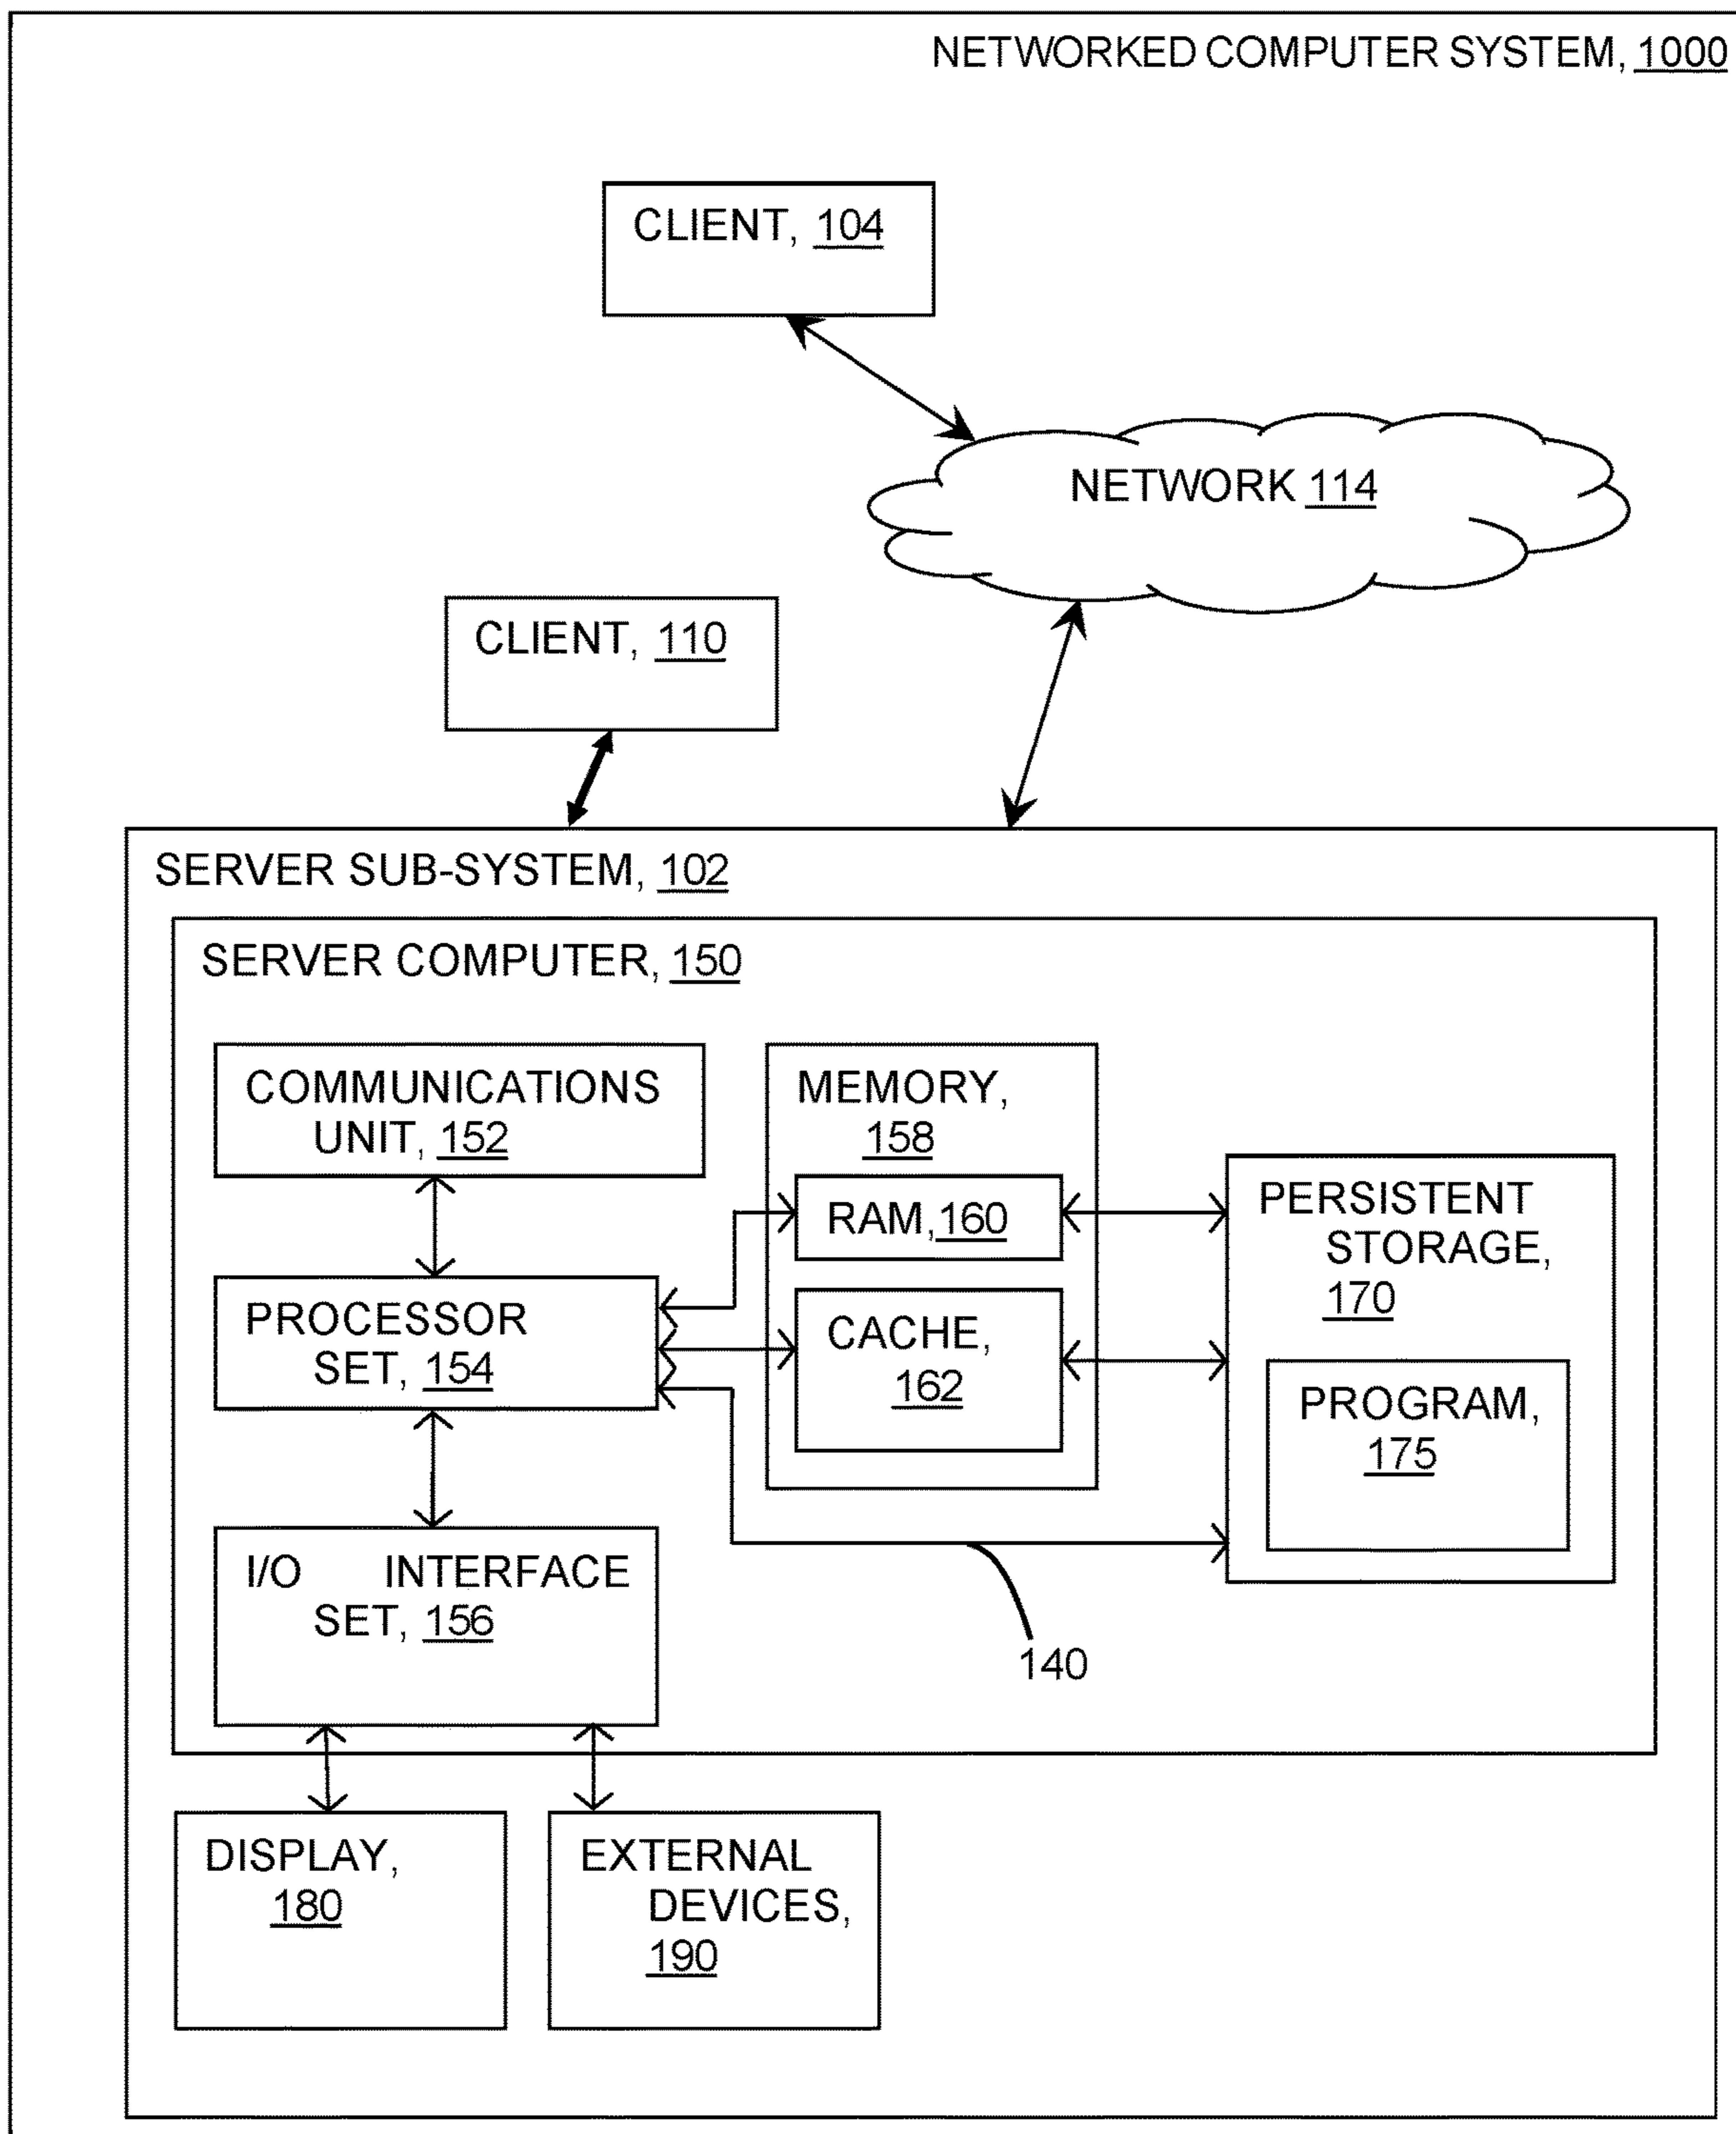 NETWORKED COMPUTER SYSTEM, 1000
CLIENT, 104
NETWORK 114
CLIENT, 110
SERVER SUB-SYSTEM, 102
SERVER COMPUTER, 150
COMMUNICATIONS
UNIT, 152
MEMORY,
158
RAM, 160
PERSISTENT
STORAGE,
170
PROCESSOR
SET, 154
CACHE,
162
PROGRAM,
175
I/O INTERFACE
SET, 156
140
DISPLAY,
180
EXTERNAL
DEVICES,
190